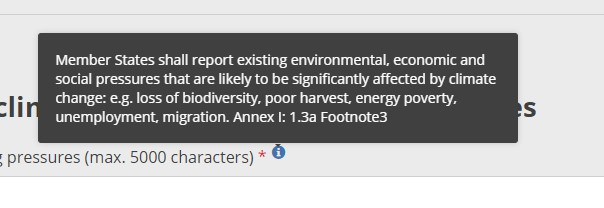 Member States shall report existing environmental, economic and
social pressures that are likely to be significantly affected by climate
change: e.g. loss of biodiversity, poor harvest, energy poverty,
unemployment, migration. Annex I: 1.3a Footnote3
pressures (max. 5000 characters) *